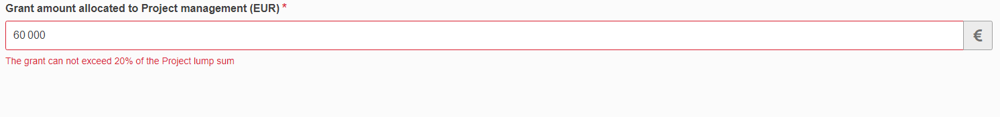 Grant amount allocated to Project management (EUR) *
60 000 €
The grant can not exceed 20% of the Project lump sum